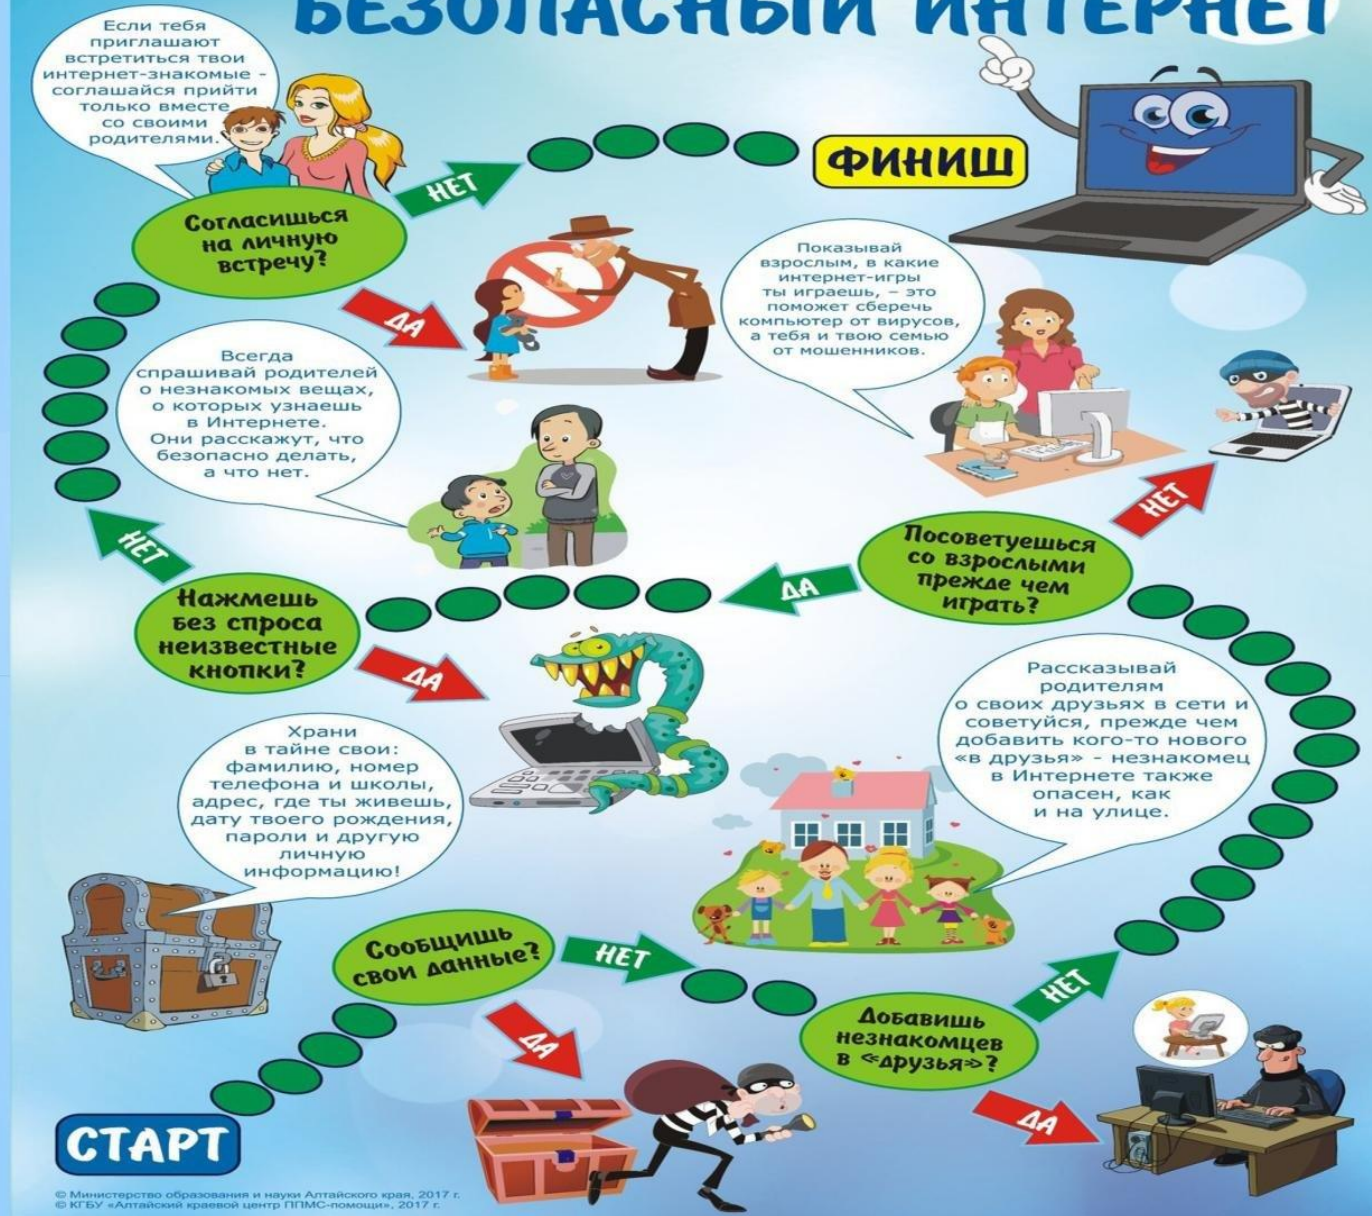 БЕЗОПАСНЫЙ ИНТЕРНЕТ
Если тебя
приглашают
встретиться твои
интернет-знакомые -
соглашайся прийти
только вместе
со своими
родителями.
НЕТ
ФИНИШ
Согласишься
на личную
встречу?
ДА
Показывай
взрослым, в какие
интернет-игры
ты играешь, – это
поможет сберечь
компьютер от вирусов,
а тебя и твою семью
от мошенников.
Всегда
спрашивай родителей
о незнакомых вещах,
о которых узнаешь
в Интернете.
Они расскажут, что
безопасно делать,
а что нет.
НЕТ
Посоветуешься
со взрослыми
прежде чем
играть?
ДА
НЕТ
Нажмешь
без спроса
неизвестные
кнопки?
ДА
Рассказывай
родителям
о своих друзьях в сети и
советуйся, прежде чем
добавить кого-то нового
«в друзья» - незнакомец
в Интернете также
опасен, как
и на улице.
Храни
в тайне свои:
фамилию, номер
телефона и школы,
адрес, где ты живешь,
дату твоего рождения,
пароли и другую
личную
информацию!
Сообщишь
свои данные?
НЕТ
ДА
Добавишь
незнакомцев
в «друзья»?
НЕТ
ДА
СТАРТ
© Министерство образования и науки Алтайского края, 2017 г.
© КГБУ «Алтайский краевой центр ППМС-помощи», 2017 г.